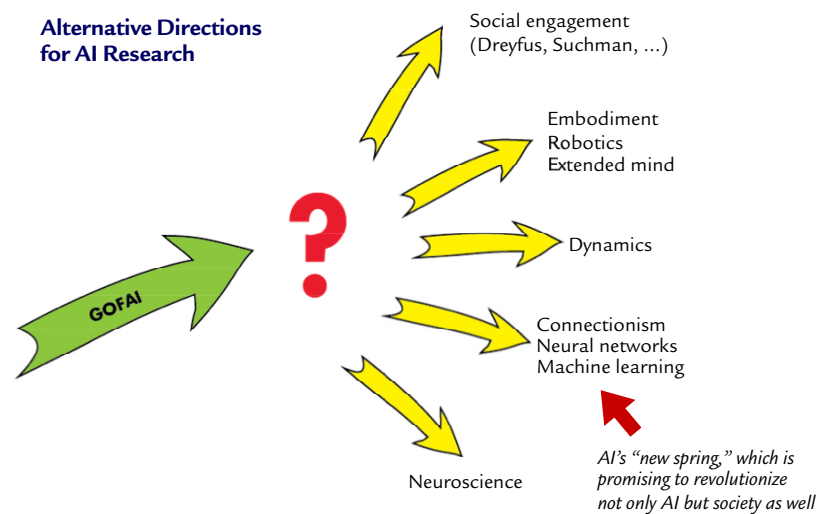 Alternative Directions
for AI Research
Social engagement
(Dreyfus, Suchman, ...)
Embodiment
Robotics
Extended mind
GOFAI
?
Dynamics
Connectionism
Neural networks
Machine learning
Neuroscience
AI's “new spring,” which is
promising to revolutionize
not only AI but society as well